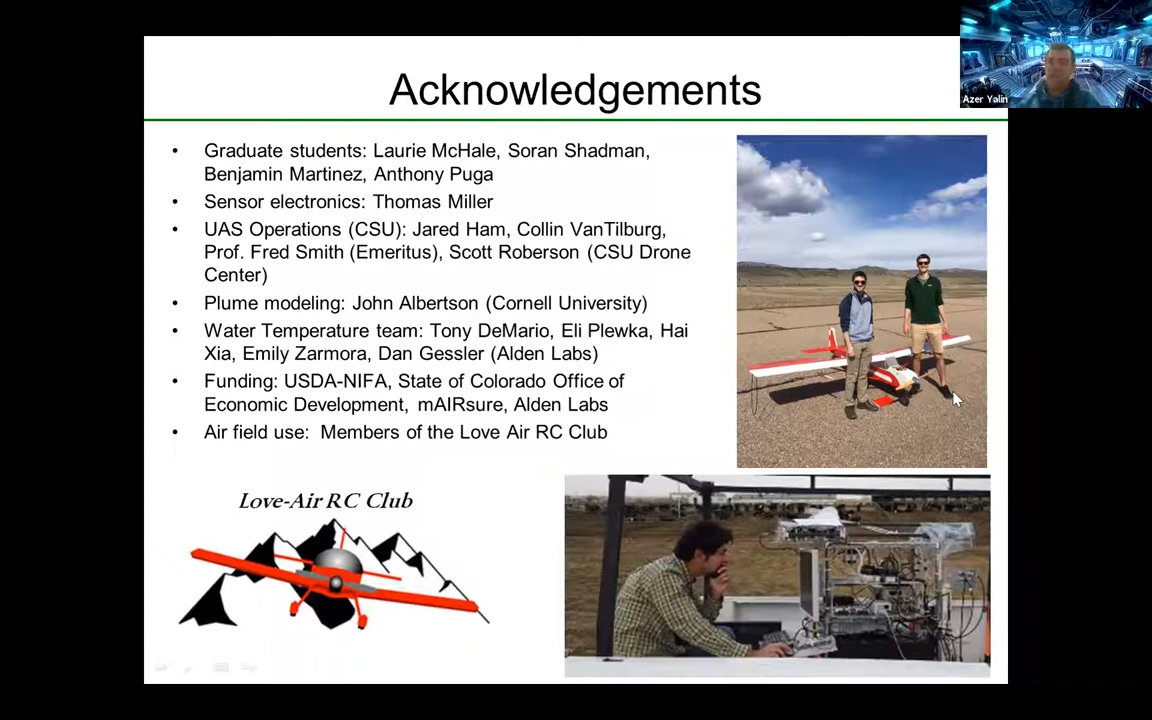 Acknowledgements
Azer Yalin
• Graduate students: Laurie McHale, Soran Shadman,
Benjamin Martinez, Anthony Puga
• Sensor electronics: Thomas Miller
• UAS Operations (CSU): Jared Ham, Collin VanTilburg,
Prof. Fred Smith (Emeritus), Scott Roberson (CSU Drone
Center)
• Plume modeling: John Albertson (Cornell University)
• Water Temperature team: Tony DeMario, Eli Plewka, Hai
Xia, Emily Zarmora, Dan Gessler (Alden Labs)
• Funding: USDA-NIFA, State of Colorado Office of
Economic Development, mAIRsure, Alden Labs
• Air field use: Members of the Love Air RC Club
Love-Air RC Club